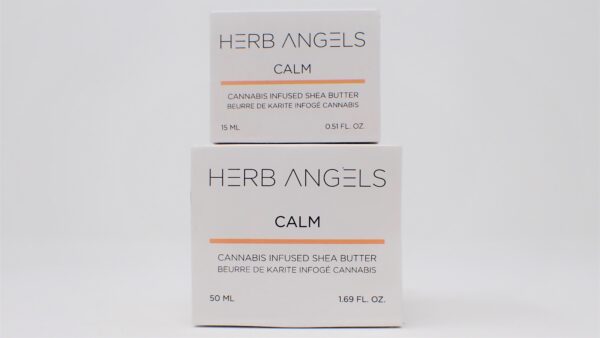 HERB ANGELS
CALM
CANNABIS INFUSED SHEA BUTTER
BEURRE DE KARITE INFOGÉ CANNABIS
15 ML 0.51 FL. OZ.
HERB ANGELS
CALM
CANNABIS INFUSED SHEA BUTTER
BEURRE DE KARITE INFOGÉ CANNABIS
50 ML 1.69 FL. OZ.